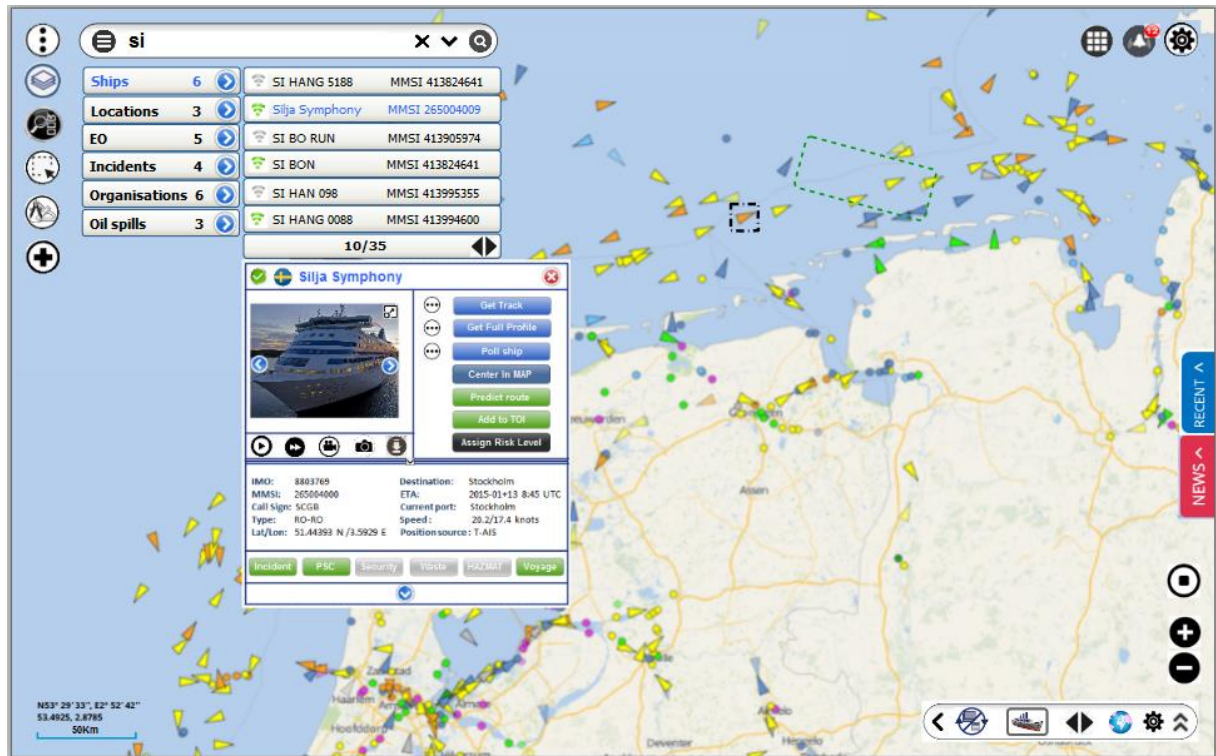 si
12
Ships 6
Locations 3
EO 5
Incidents 4
Organisations 6
Oil spills 3
SI HANG 5188 MMSI 413824641
Silja Symphony MMSI 265004009
SI BO RUN MMSI 413905974
SI BON MMSI 413824641
SI HAN 098 MMSI 413995355
SI HANG 0088 MMSI 413994600
10/35
Silja Symphony
Get Track
Get Full Profile
Poll ship
Center In MAP
Predict route
Add to TOI
Assign Risk Level
IMO: 8803769
MMSI: 265004000
Call Sign: SCGB
Type: RO-RO
Lat/Lon: 51.44393 N /3.5929 E
Destination: Stockholm
ETA: 2015-01+13 8:45 UTC
Current port: Stockholm
Speed : 20.2/17.4 knots
Position source : T-AIS
Incident PSC Security Waste HAZMAT Voyage
RECENT
NEWS
Assen
Haarlem
Deventer
Almelo
Hengelo
N53° 29'33", E2° 52'42"
53.4925, 2.8785
50Km